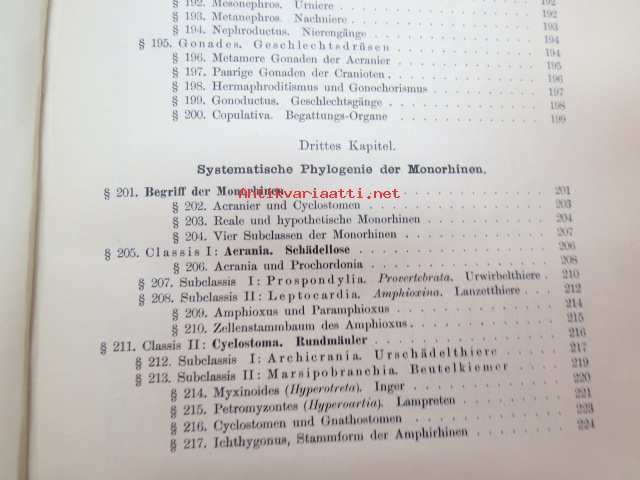 § 192. Mesonephros. Urniere . . . 192
§ 193. Metanephros. Nachniere . . . 192
§ 194. Nephroductus. Nierengänge . . . 193
§ 195. Gonades. Geschlechtsdrüsen . . . 194
§ 196. Metamere Gonaden der Acranier . . . 194
§ 197. Paarige Gonaden der Cranioten . . . 195
§ 198. Hermaphroditismus und Gonochorismus . . . 196
§ 199. Gonoductus. Geschlechtsgänge . . . 197
§ 200. Copulativa. Begattungs-Organe . . . 198
199
Drittes Kapitel.
Systematische Phylogenie der Monorhinen.
§ 201. Begriff der Monorhinen . . . 201
Antikvariaatti.net
§ 202. Acranier und Cyclostomen . . . 203
§ 203. Reale und hypothetische Monorhinen . . . 204
§ 204. Vier Subclassen der Monorhinen . . . 207
§ 205. Classis I: Acrania. Schädellose . . . 206
§ 206. Acrania und Prochordonia . . . 208
§ 207. Subclassis I: Prospondylia. Provertebrata. Urwirbelthiere . 210
§ 208. Subclassis II: Leptocardia. Amphioxina. Lanzetthiere . . . 212
§ 209. Amphioxus und Paramphioxus . . . 214
§ 210. Zellenstammbaum des Amphioxus . . . 215
§ 211. Classis II: Cyclostoma. Rundmäuler . . . 216
§ 212. Subclassis I: Archicrania. Urschädelthiere . . . 217
§ 213. Subclassis II: Marsipobranchia. Beutelkiemer . . . 219
§ 214. Myxinoides (Hyperotreta). Inger . . . 220
§ 215. Petromyzontes (Hyperoartia). Lampreten . . . 221
§ 216. Cyclostomen und Gnathostomen . . . 223
§ 217. Ichthygonus, Stammform der Amphirhinen . . . 224